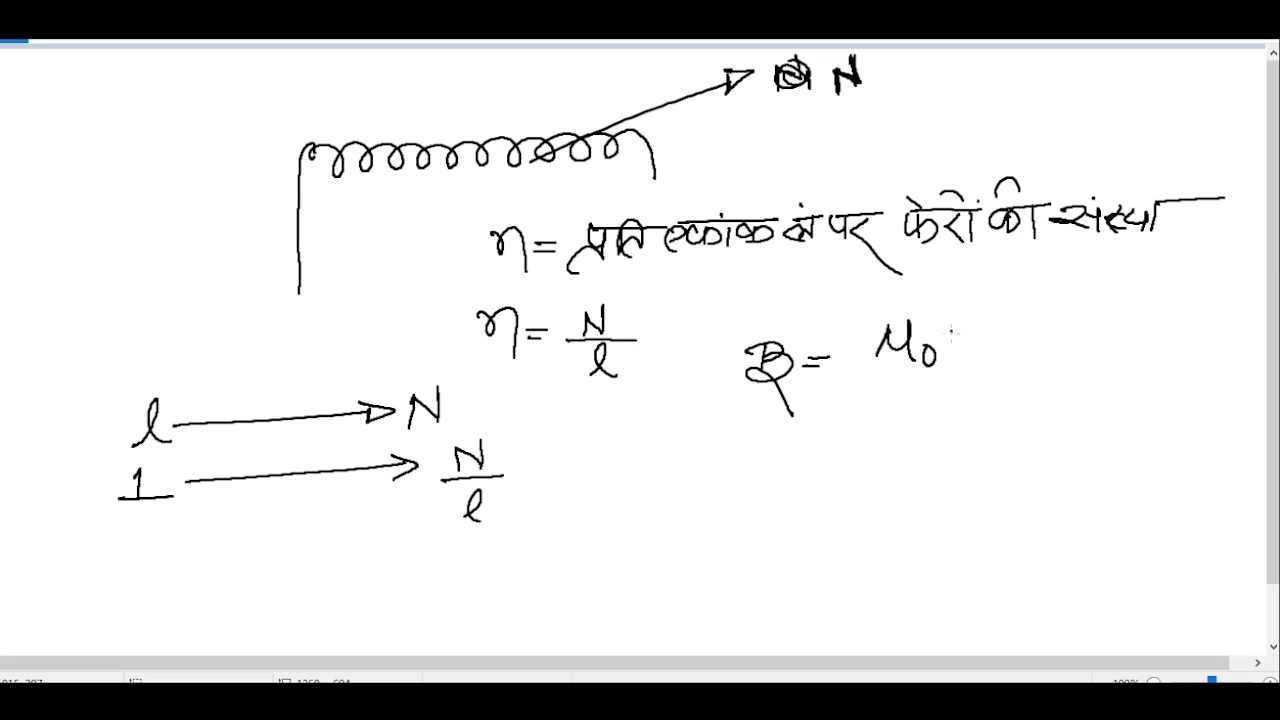 N
η = प्रति एकांक लं पर फेरों की संख्या
η = N/l
B = μ₀
l → N
1 → N/l